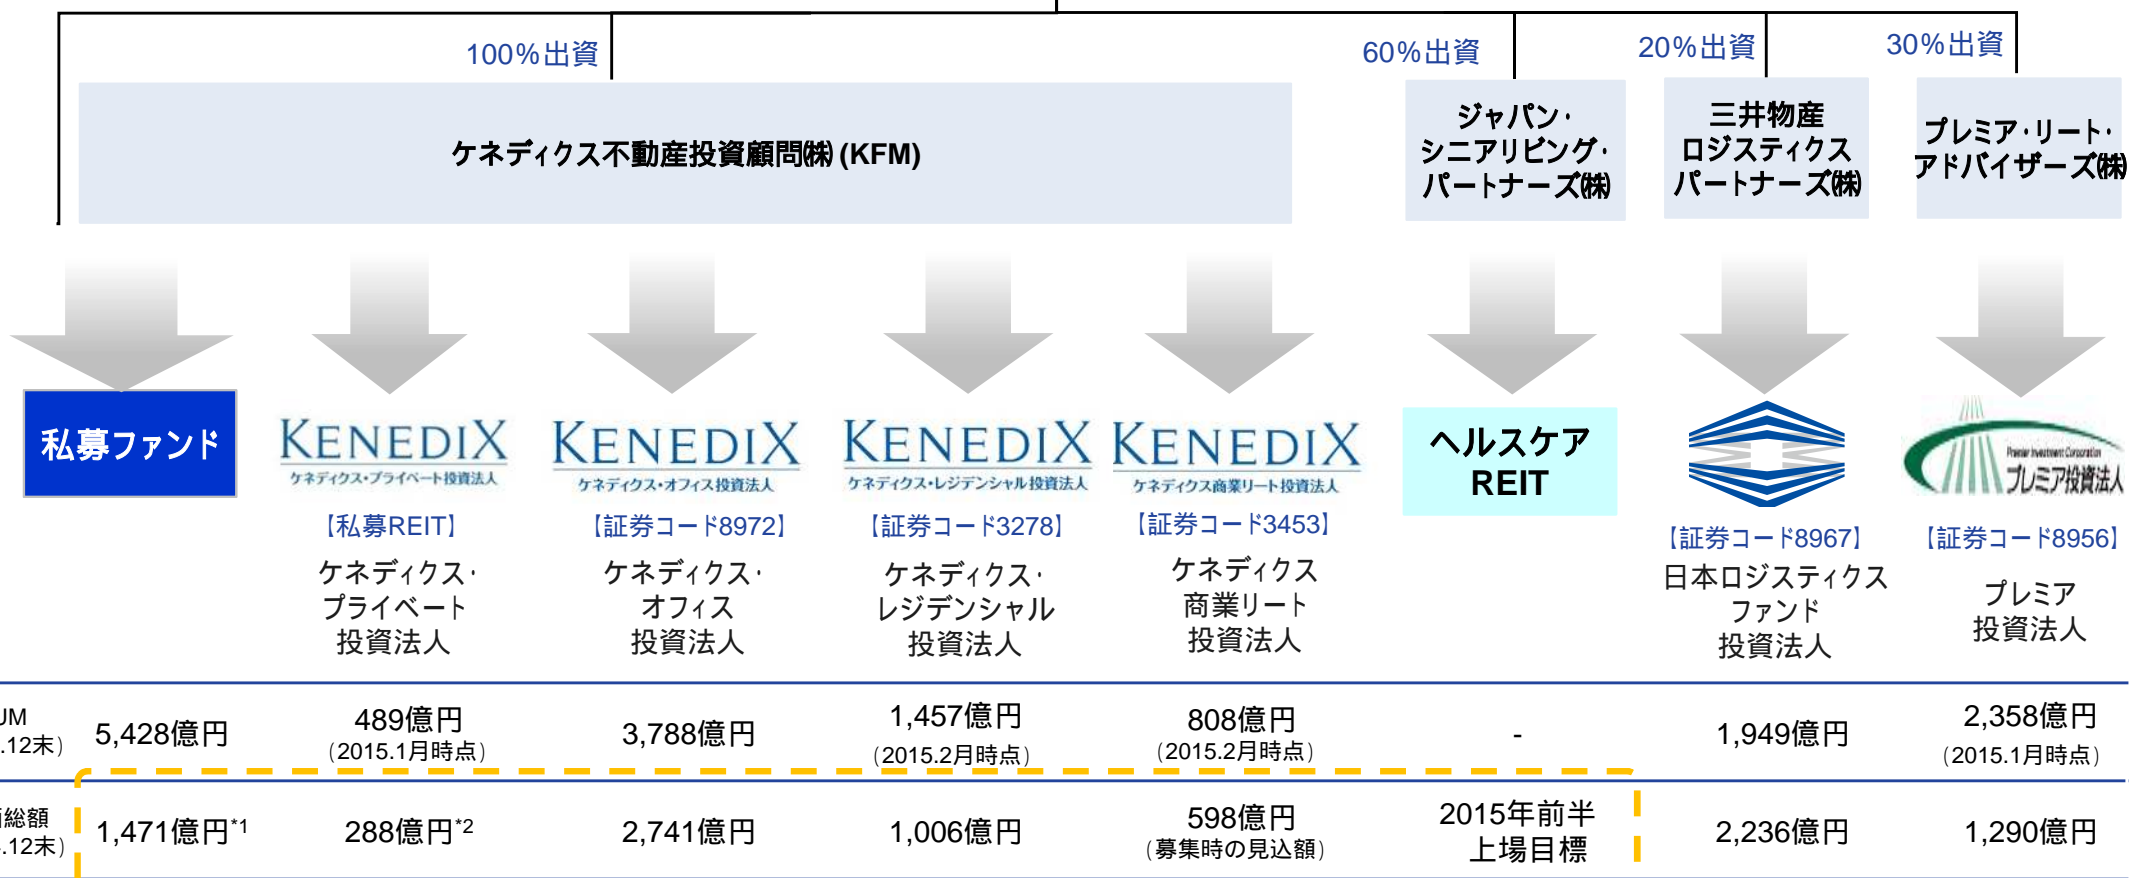 100%出資
60%出資
20%出資
30%出資
ケネディクス不動産投資顧問㈱ (KFM)
ジャパン・
シニアリビング・
パートナーズ㈱
三井物産
ロジスティクス
パートナーズ㈱
プレミア・リート・
アドバイザーズ㈱
私募ファンド
KENEDIX
ケネディクス・プライベート投資法人
KENEDIX
ケネディクス・オフィス投資法人
KENEDIX
ケネディクス・レジデンシャル投資法人
KENEDIX
ケネディクス商業リート投資法人
ヘルスケア
REIT
Premier Investment Corporation
プレミア投資法人
【私募REIT】
【証券コード8972】
【証券コード3278】
【証券コード3453】
【証券コード8967】
【証券コード8956】
ケネディクス・
プライベート
投資法人
ケネディクス・
オフィス
投資法人
ケネディクス・
レジデンシャル
投資法人
ケネディクス
商業リート
投資法人
日本ロジスティクス
ファンド
投資法人
プレミア
投資法人
UM
.12末)
5,428億円
489億円
(2015.1月時点)
3,788億円
1,457億円
(2015.2月時点)
808億円
(2015.2月時点)
-
1,949億円
2,358億円
(2015.1月時点)
総額
.12末)
1,471億円*1
288億円*2
2,741億円
1,006億円
598億円
(募集時の見込額)
2015年前半
上場目標
2,236億円
1,290億円